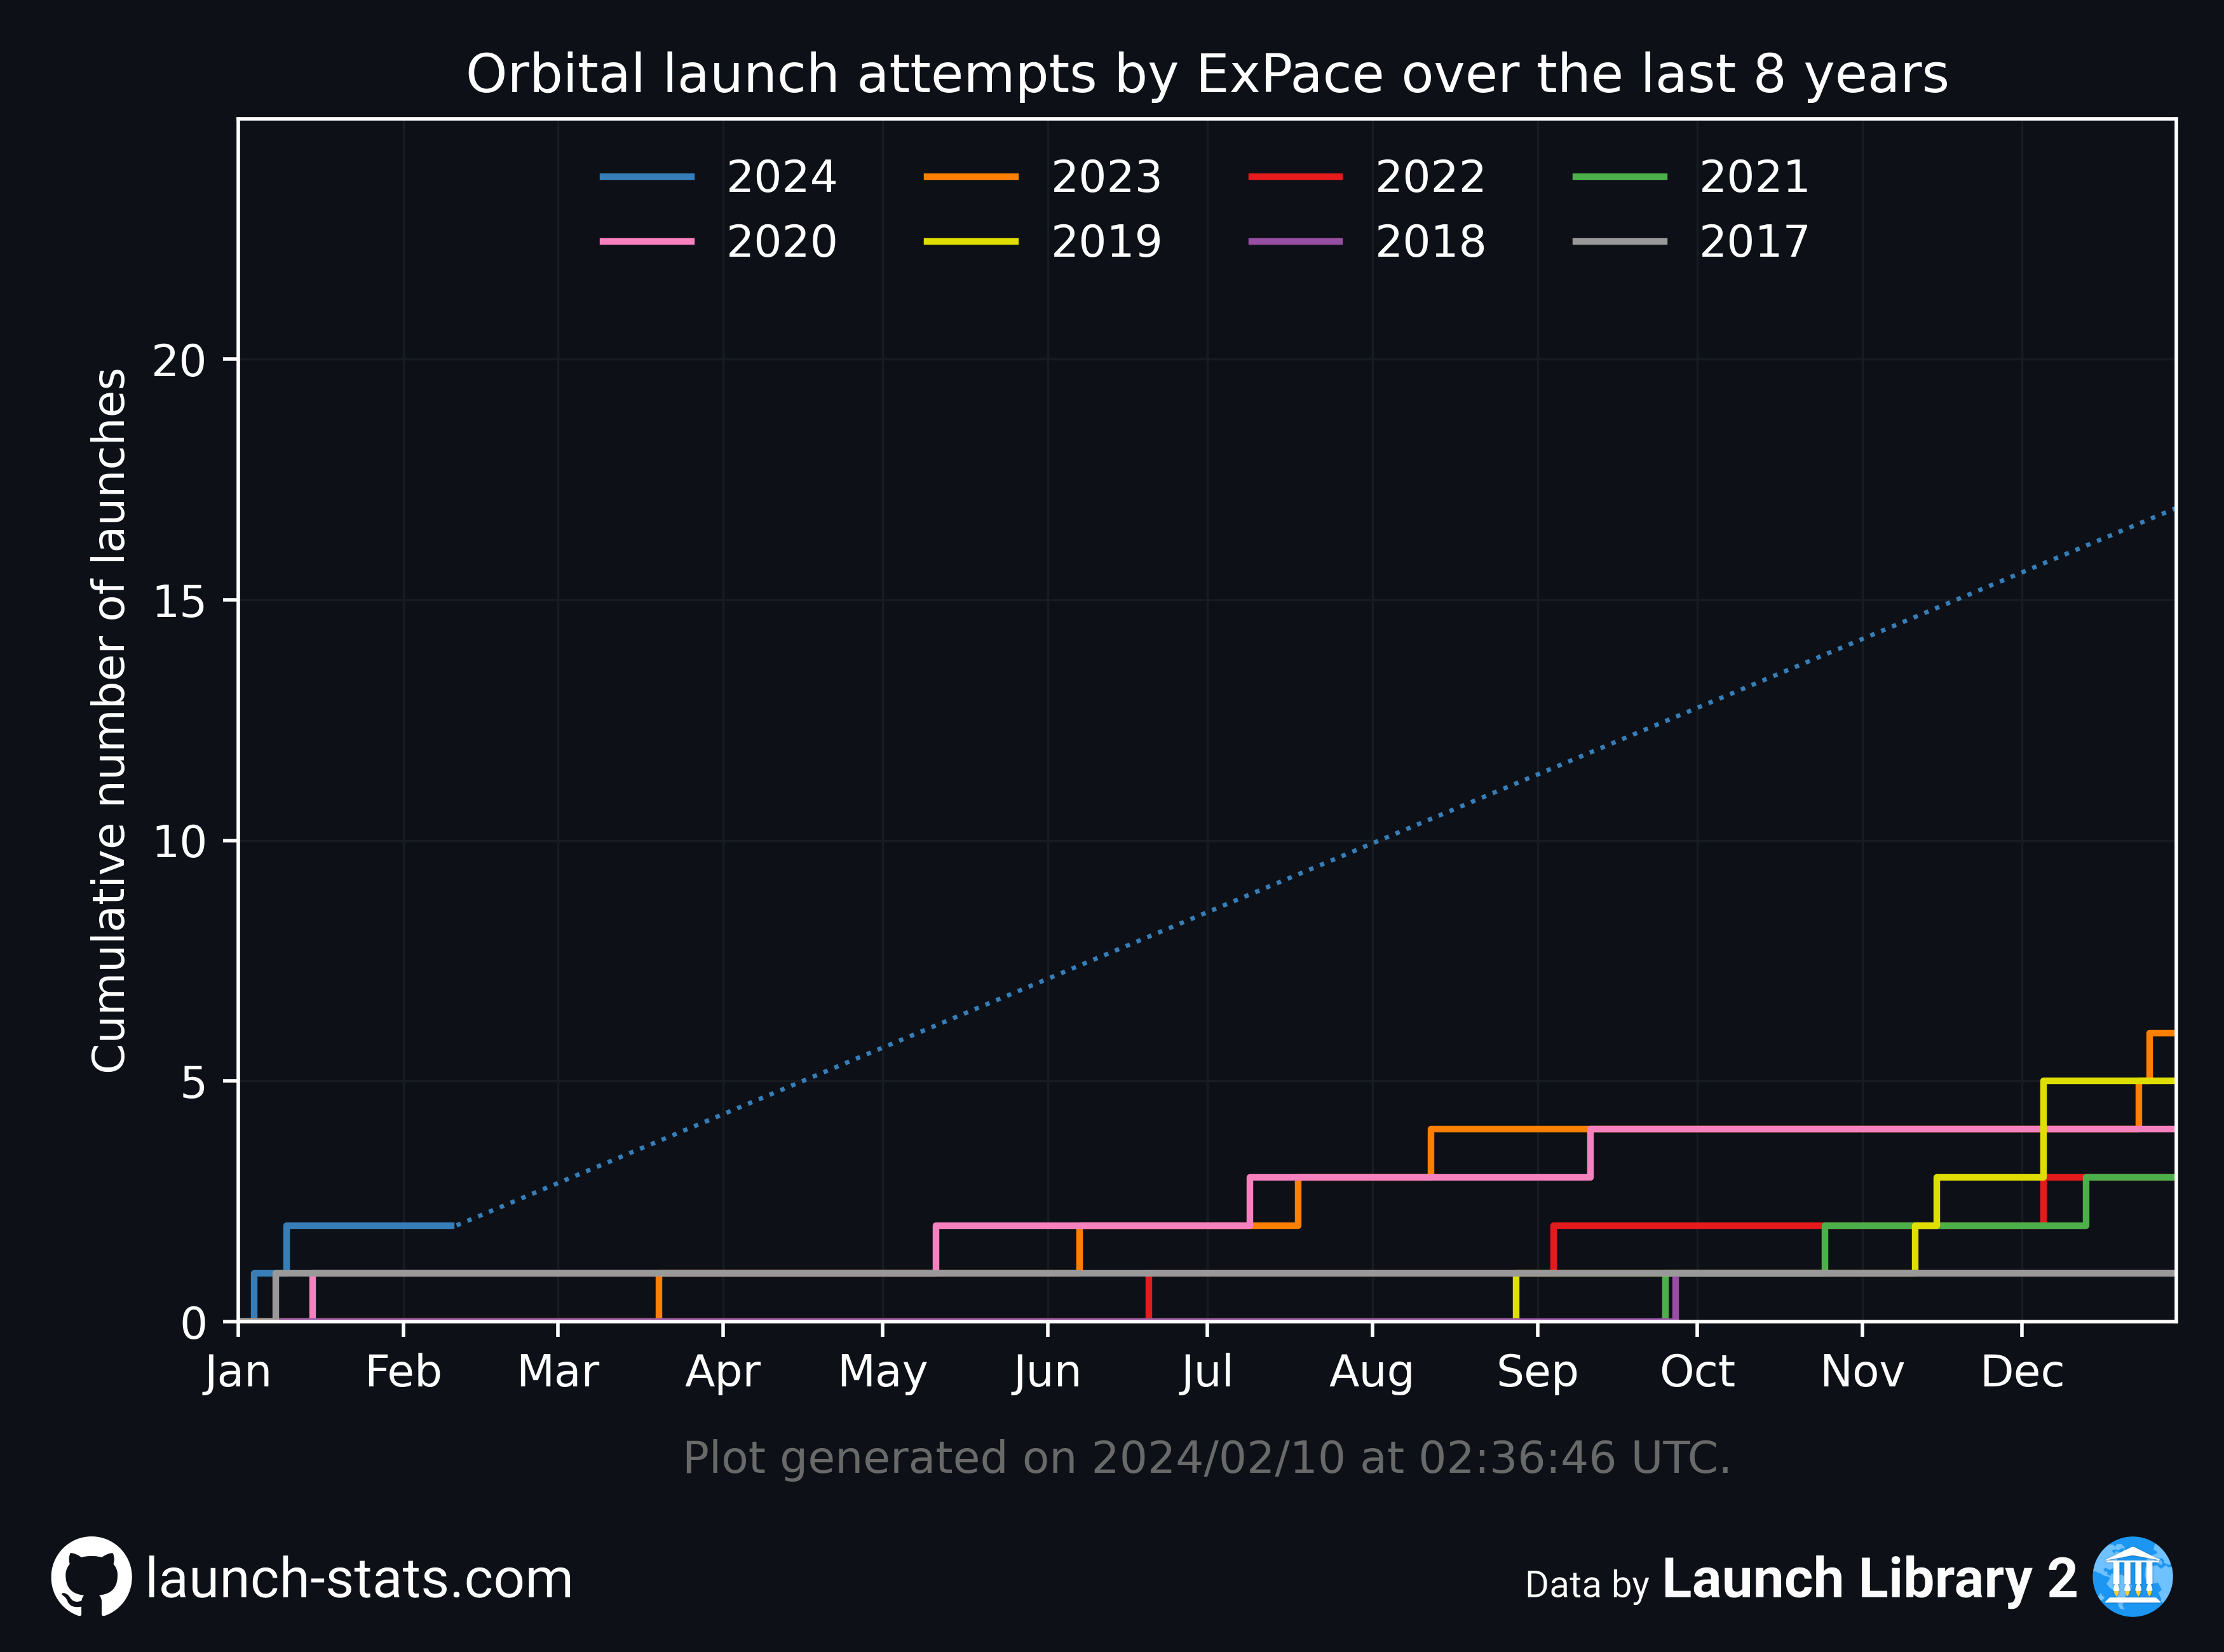 Orbital launch attempts by ExPace over the last 8 years
2024 2023 2022 2021
2020 2019 2018 2017
Cumulative number of launches
20
15
10
5
0
Jan Feb Mar Apr May Jun Jul Aug Sep Oct Nov Dec
Plot generated on 2024/02/10 at 02:36:46 UTC.
launch-stats.com
Data by Launch Library 2